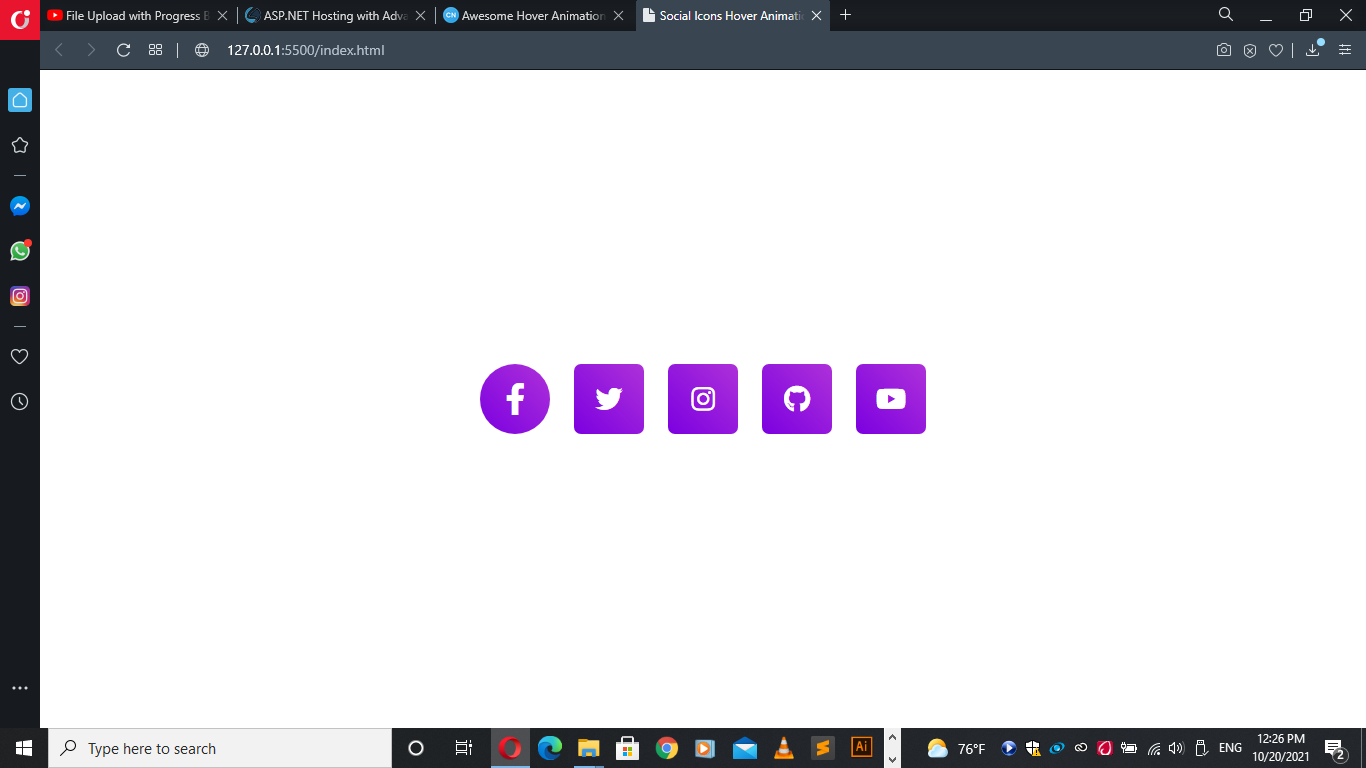 File Upload with Progress B
ASP.NET Hosting with Adva
CN
Awesome Hover Animation
Social Icons Hover Animati
127.0.0.1:5500/index.html
Type here to search
Ai
76°F
ENG
12:26 PM
10/20/2021
2